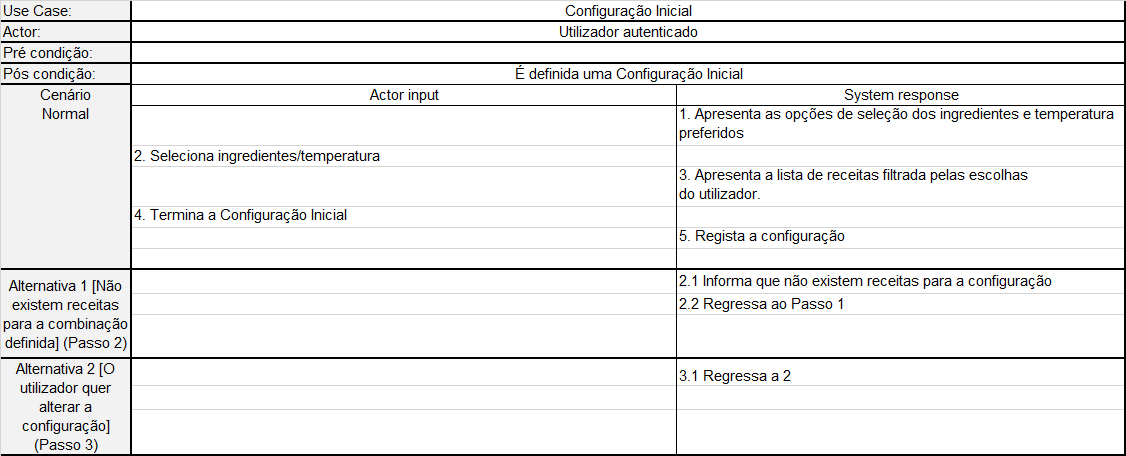 Use Case: Configuração Inicial
Actor: Utilizador autenticado
Pré condição:
Pós condição: É definida uma Configuração Inicial
Cenário
Normal
Actor input System response
1. Apresenta as opções de seleção dos ingredientes e temperatura
preferidos
2. Seleciona ingredientes/temperatura
3. Apresenta a lista de receitas filtrada pelas escolhas
do utilizador.
4. Termina a Configuração Inicial
5. Regista a configuração
Alternativa 1 [Não
existem receitas
para a combinação
definida] (Passo 2)
2.1 Informa que não existem receitas para a configuração
2.2 Regressa ao Passo 1
Alternativa 2 [O
utilizador quer
alterar a
configuração]
(Passo 3)
3.1 Regressa a 2